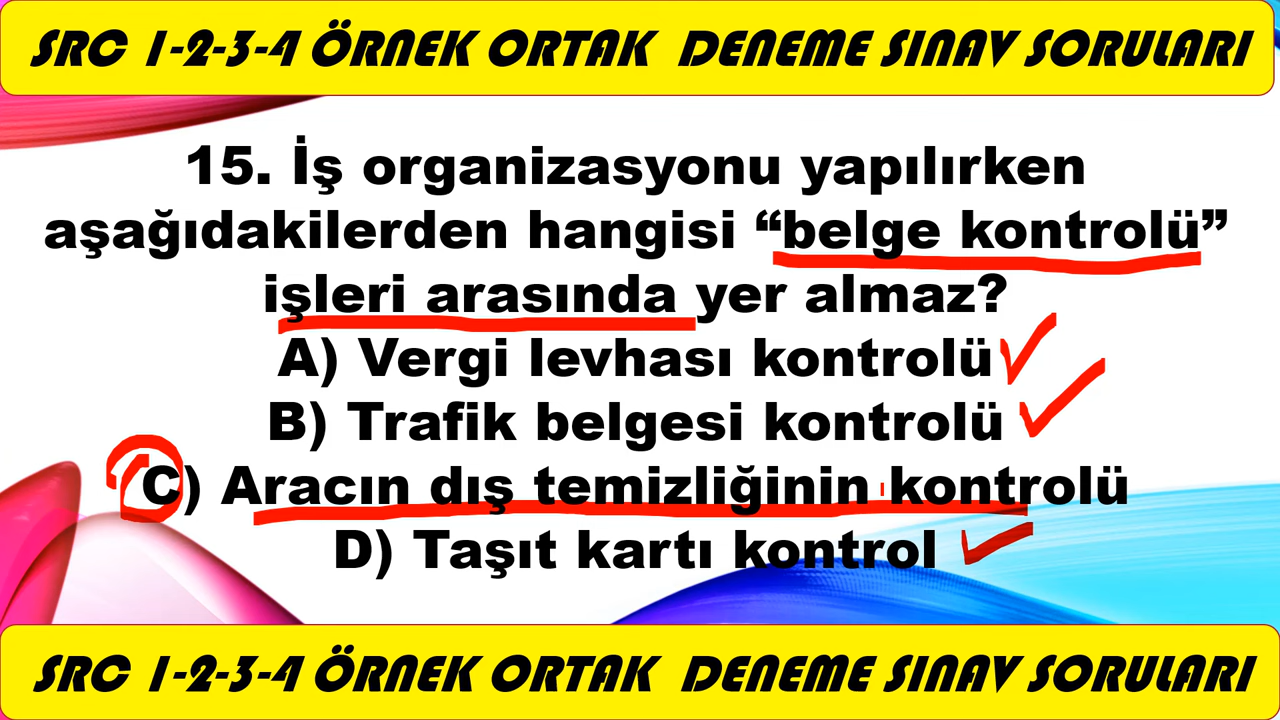 SRC 1-2-3-4 ÖRNEK ORTAK DENEME SINAV SORULARI
15. İş organizasyonu yapılırken
aşağıdakilerden hangisi “belge kontrolü”
işleri arasında yer almaz?
A) Vergi levhası kontrolü
B) Trafik belgesi kontrolü
C) Aracın dış temizliğinin kontrolü
D) Taşıt kartı kontrol
SRC 1-2-3-4 ÖRNEK ORTAK DENEME SINAV SORULARI